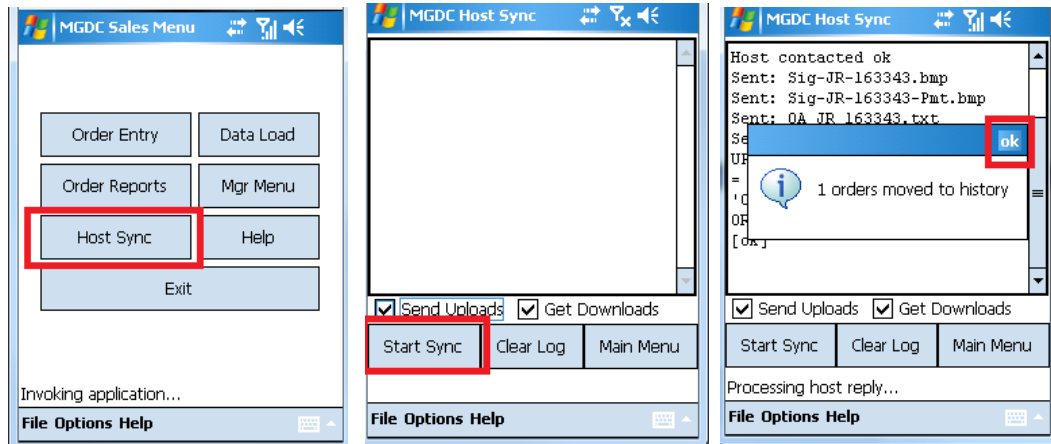 MGDC Sales Menu
Order Entry
Data Load
Order Reports
Mgr Menu
Host Sync
Help
Exit
Invoking application...
File Options Help
MGDC Host Sync
Send Uploads
Get Downloads
Start Sync
Clear Log
Main Menu
File Options Help
MGDC Host Sync
Host contacted ok
Sent: Sig-JR-163343.bmp
Sent: Sig-JR-163343-Pmt.bmp
Sent: OA JR 163343.txt
ok
1 orders moved to history
[ok]
Send Uploads
Get Downloads
Start Sync
Clear Log
Main Menu
Processing host reply...
File Options Help